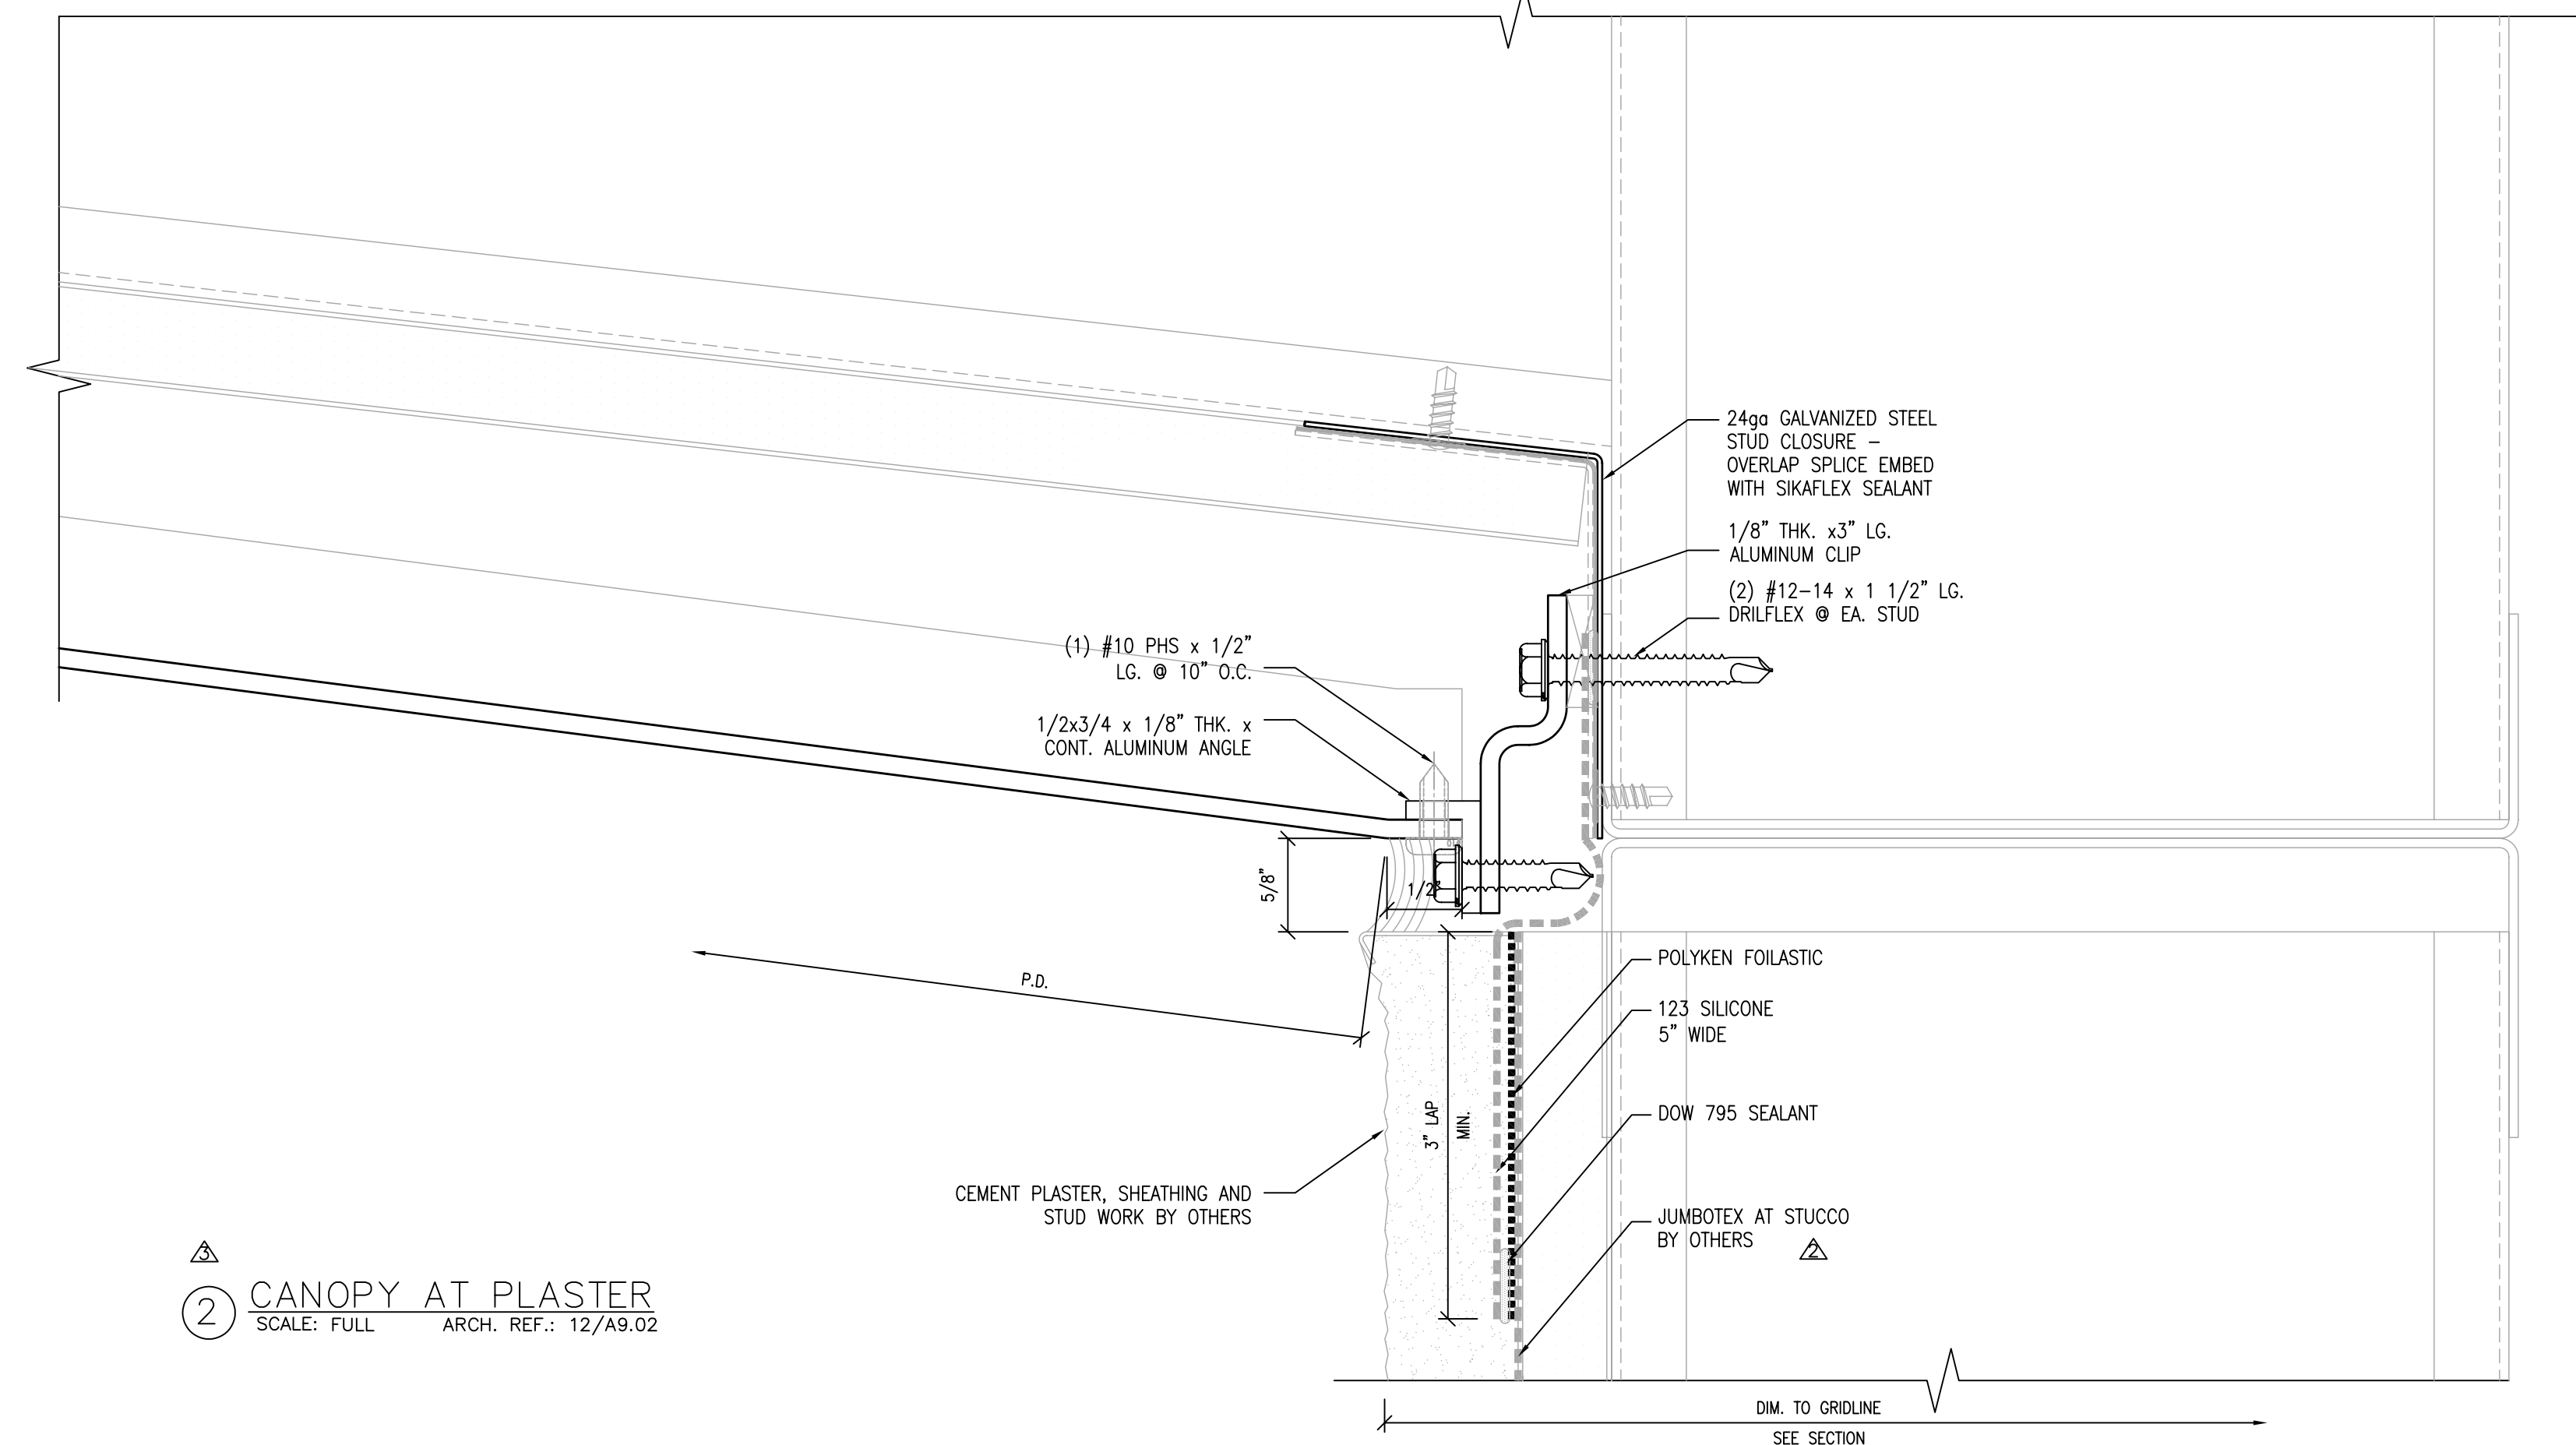 24ga GALVANIZED STEEL
STUD CLOSURE –
OVERLAP SPLICE EMBED
WITH SIKAFLEX SEALANT
1/8” THK. x3” LG.
ALUMINUM CLIP
(2) #12–14 x 1 1/2” LG.
DRILFLEX @ EA. STUD
(1) #10 PHS x 1/2”
LG. @ 10” O.C.
1/2x3/4 x 1/8” THK. x
CONT. ALUMINUM ANGLE
5/8”
1/2”
P.D.
3” LAP
MIN.
POLYKEN FOILASTIC
123 SILICONE
5” WIDE
DOW 795 SEALANT
CEMENT PLASTER, SHEATHING AND
STUD WORK BY OTHERS
JUMBOTEX AT STUCCO
BY OTHERS
2
3
2
CANOPY AT PLASTER
SCALE: FULL ARCH. REF.: 12/A9.02
DIM. TO GRIDLINE
SEE SECTION